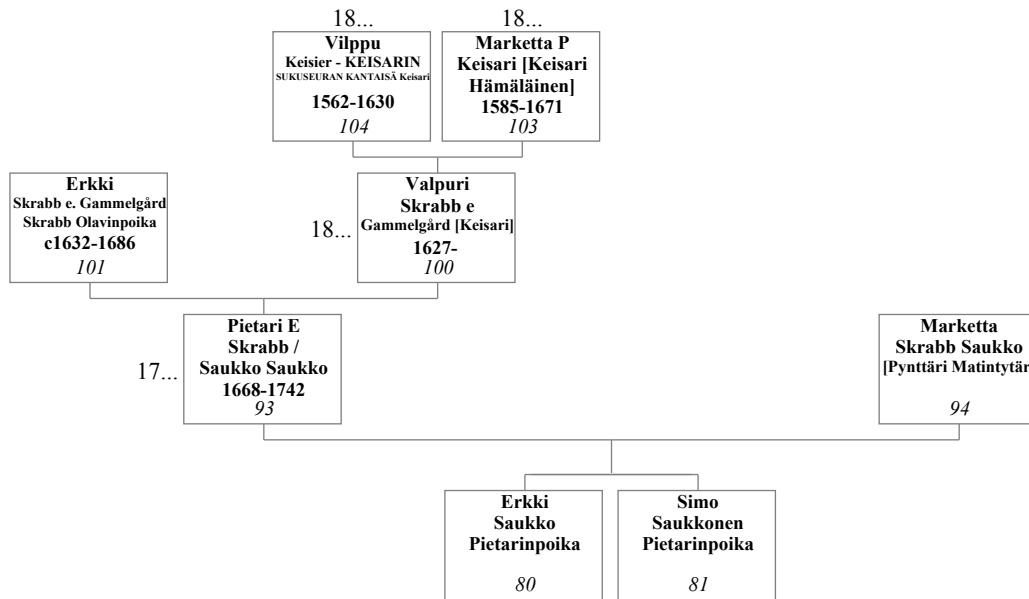 18...
18...
Vilppu
Keisier - KEISARIN
SUKUSEURAN KANTAISÄ Keisari
1562-1630
104
Marketta P
Keisari [Keisari
Hämäläinen]
1585-1671
103
Erkki
Skrabb e. Gammelgård
Skrabb Olavinpoika
c1632-1686
101
18...
Valpuri
Skrabb e
Gammelgård [Keisari]
1627-
100
17...
Pietari E
Skrabb /
Saukko Saukko
1668-1742
93
Marketta
Skrabb Saukko
[Pynttäri Matintytär
94
Erkki
Saukko
Pietarinpoika
80
Simo
Saukkonen
Pietarinpoika
81